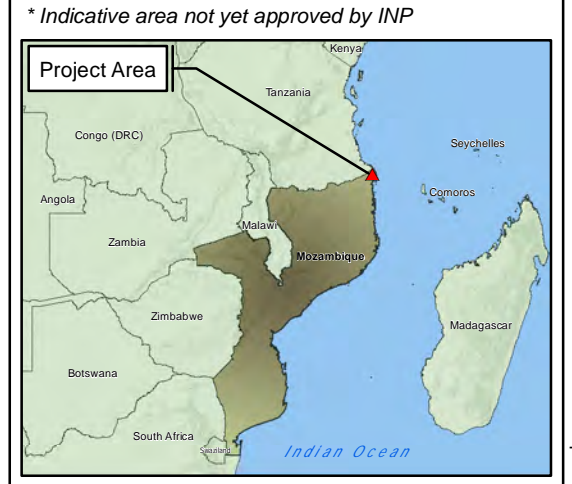 * Indicative area not yet approved by INP
Kenya
Project Area
Tanzania
Congo (DRC)
Seychelles
Angola
Comoros
Malawi
Zambia
Mozambique
Zimbabwe
Madagascar
Botswana
South Africa
Swaziland
Indian Ocean